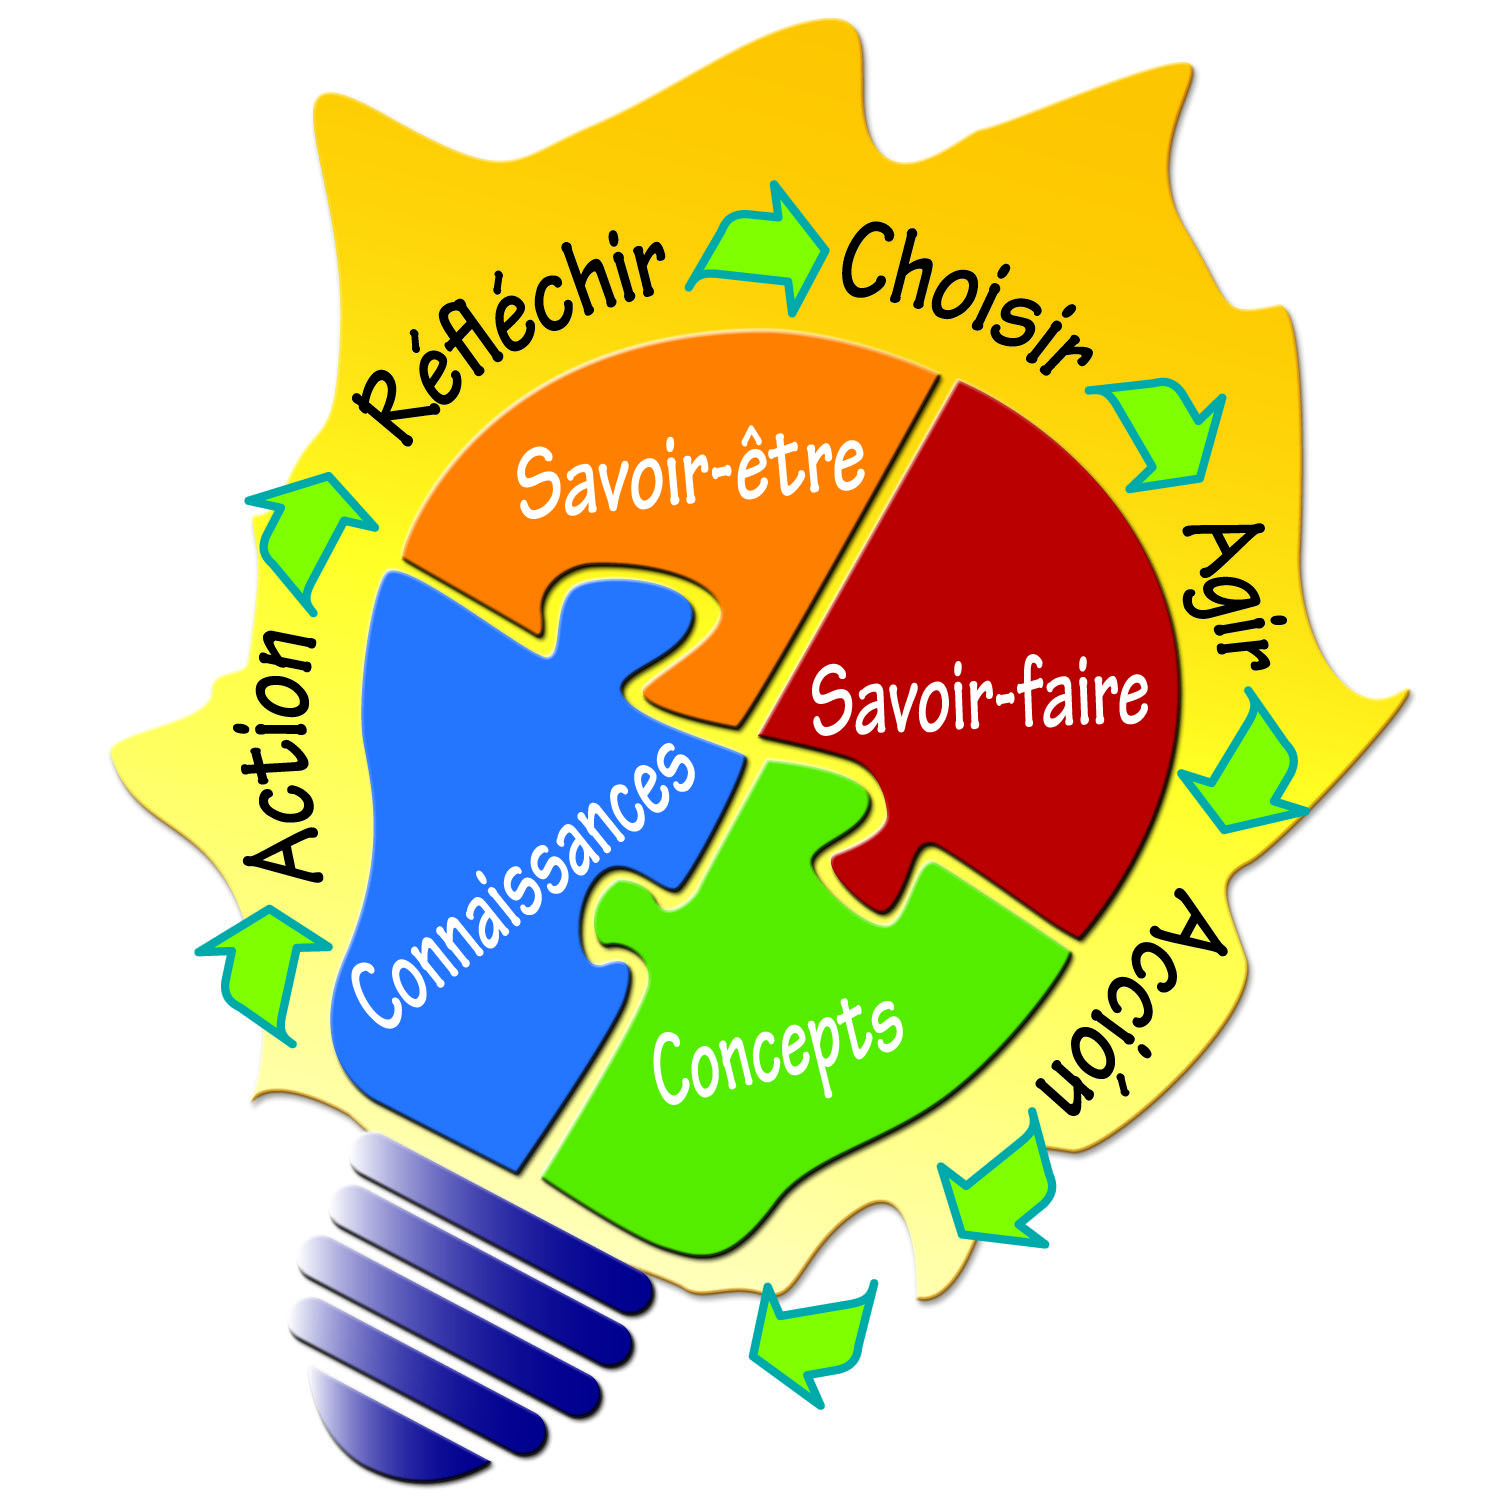 Action
Réfléchir
Choisir
Agir
Acción
Savoir-être
Savoir-faire
Connaissances
Concepts